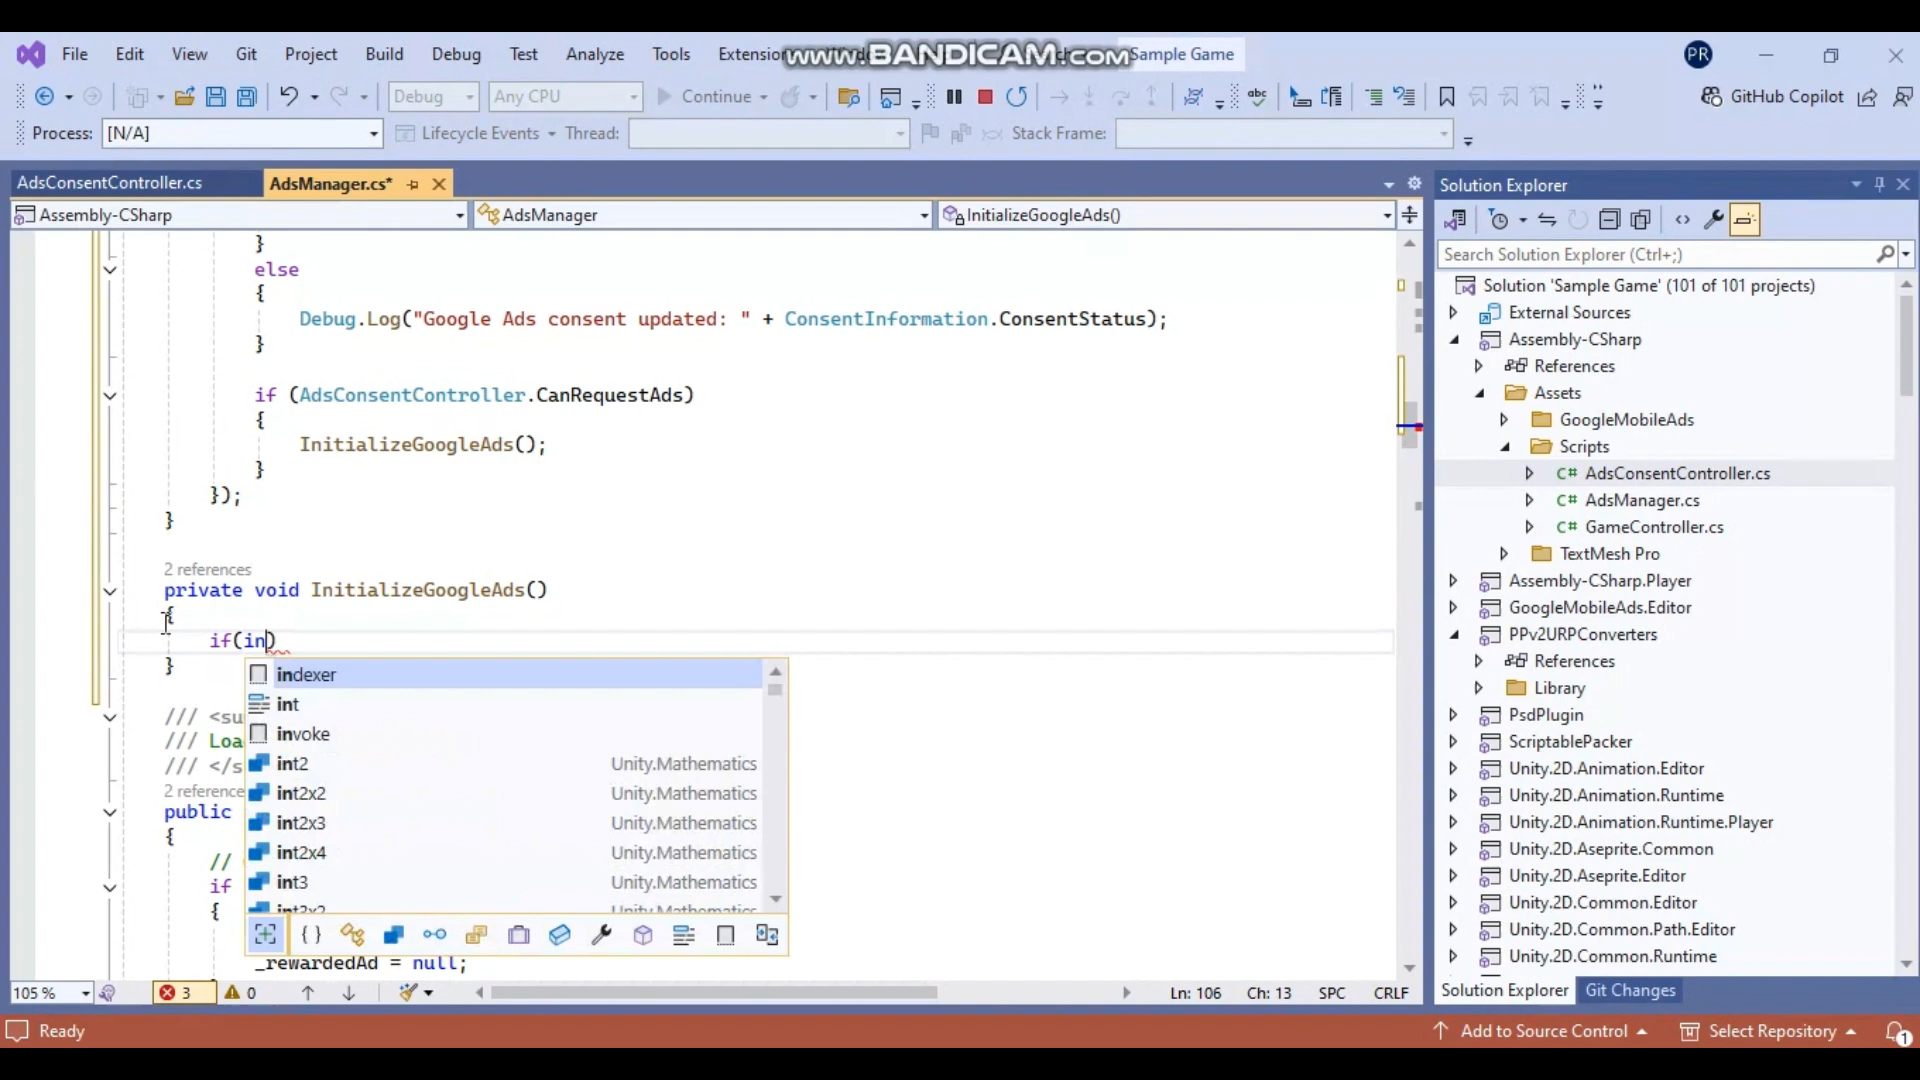 File Edit View Git Project Build Debug Test Analyze Tools Extension Sample Game PR
www.BANDICAM.com
Debug Any CPU Continue GitHub Copilot
Process: [N/A] Lifecycle Events Thread: Stack Frame:
AdsConsentController.cs AdsManager.cs*
Assembly-CSharp AdsManager InitializeGoogleAds()
}
else
{
Debug.Log("Google Ads consent updated: " + ConsentInformation.ConsentStatus);
}
if (AdsConsentController.CanRequestAds)
{
InitializeGoogleAds();
}
});
}
2 references
private void InitializeGoogleAds()
{
if(in)
}
indexer
int
invoke
int2 Unity.Mathematics
int2x2 Unity.Mathematics
int2x3 Unity.Mathematics
int2x4 Unity.Mathematics
int3 Unity.Mathematics
int3x2 Unity.Mathematics
/// <su
/// Loa
/// </s
2 reference
public
{
//
if
{
_rewardedAd = null;
105 % 3 0 Ln: 106 Ch: 13 SPC CRLF
Solution Explorer
Search Solution Explorer (Ctrl+;)
Solution 'Sample Game' (101 of 101 projects)
External Sources
Assembly-CSharp
References
Assets
GoogleMobileAds
Scripts
C# AdsConsentController.cs
C# AdsManager.cs
C# GameController.cs
TextMesh Pro
Assembly-CSharp.Player
GoogleMobileAds.Editor
PPv2URPConverters
References
Library
PsdPlugin
ScriptablePacker
Unity.2D.Animation.Editor
Unity.2D.Animation.Runtime
Unity.2D.Animation.Runtime.Player
Unity.2D.Aseprite.Common
Unity.2D.Aseprite.Editor
Unity.2D.Common.Editor
Unity.2D.Common.Path.Editor
Unity.2D.Common.Runtime
Solution Explorer Git Changes
Ready Add to Source Control Select Repository 1